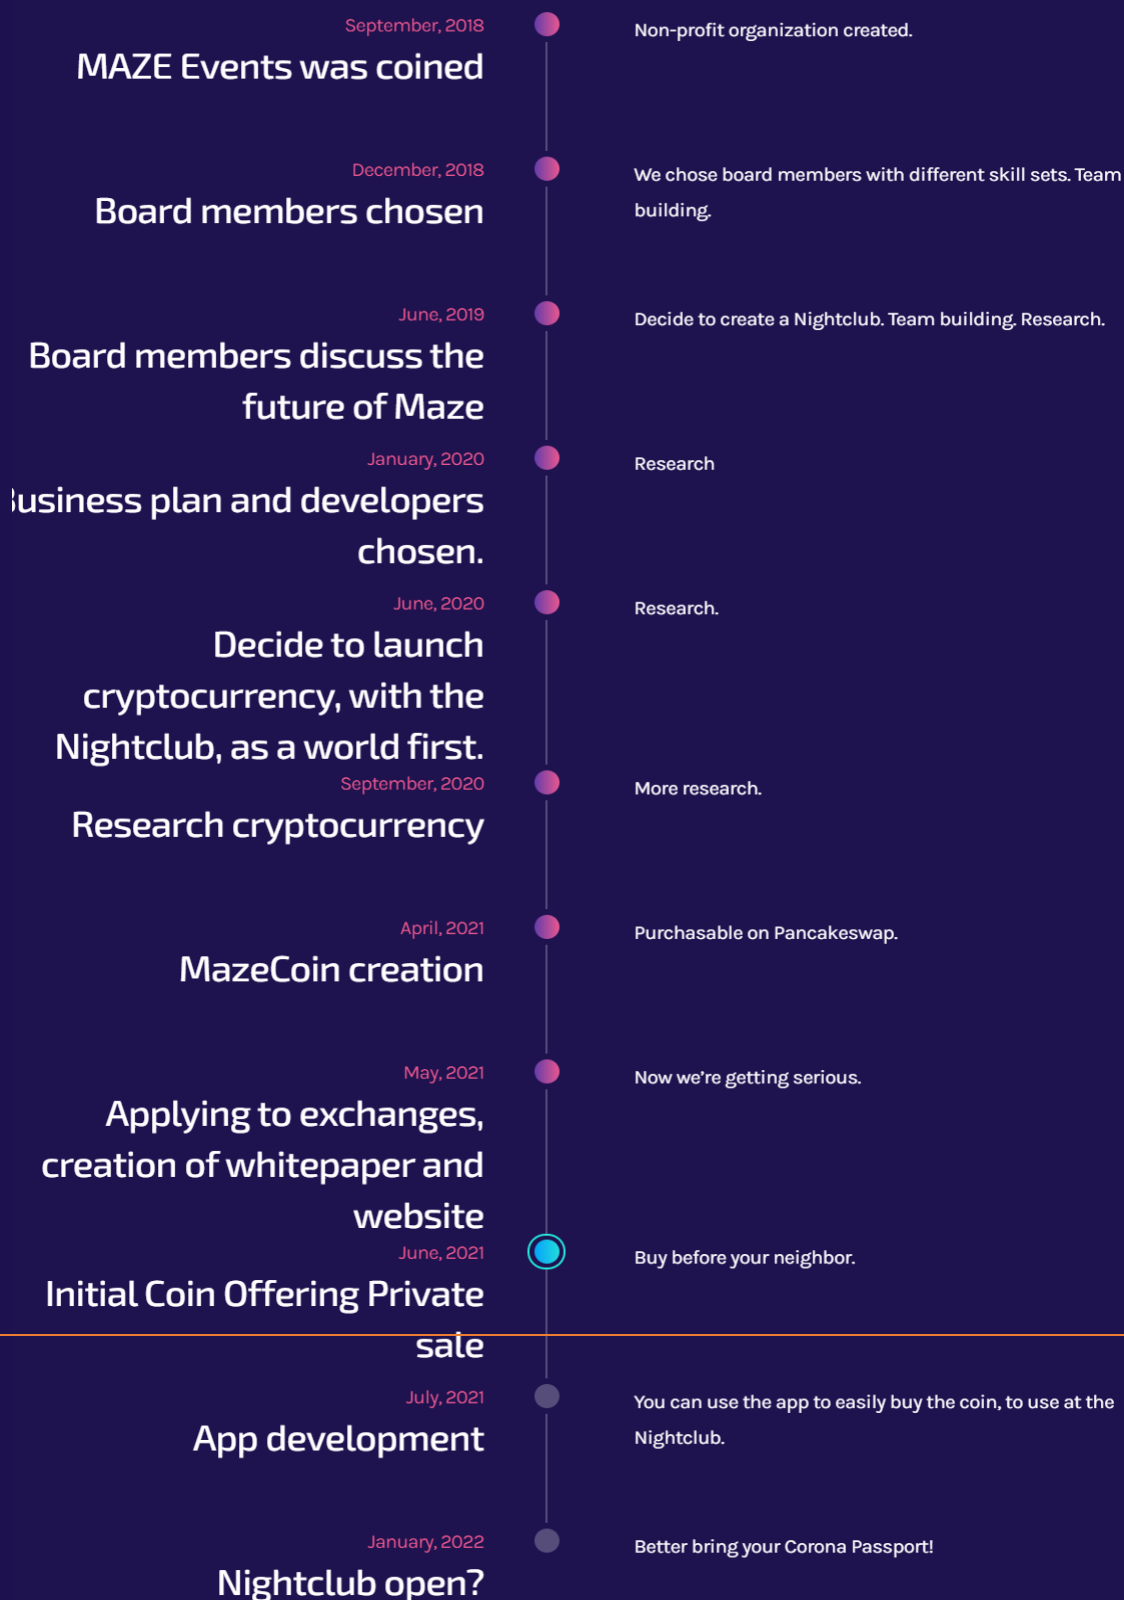 September, 2018
MAZE Events was coined
Non-profit organization created.
December, 2018
Board members chosen
We chose board members with different skill sets. Team
building.
June, 2019
Board members discuss the
future of Maze
Decide to create a Nightclub. Team building. Research.
January, 2020
Business plan and developers
chosen.
Research
June, 2020
Decide to launch
cryptocurrency, with the
Nightclub, as a world first.
Research.
September, 2020
Research cryptocurrency
More research.
April, 2021
MazeCoin creation
Purchasable on Pancakeswap.
May, 2021
Applying to exchanges,
creation of whitepaper and
website
Now we're getting serious.
June, 2021
Initial Coin Offering Private
sale
Buy before your neighbor.
July, 2021
App development
You can use the app to easily buy the coin, to use at the
Nightclub.
January, 2022
Nightclub open?
Better bring your Corona Passport!